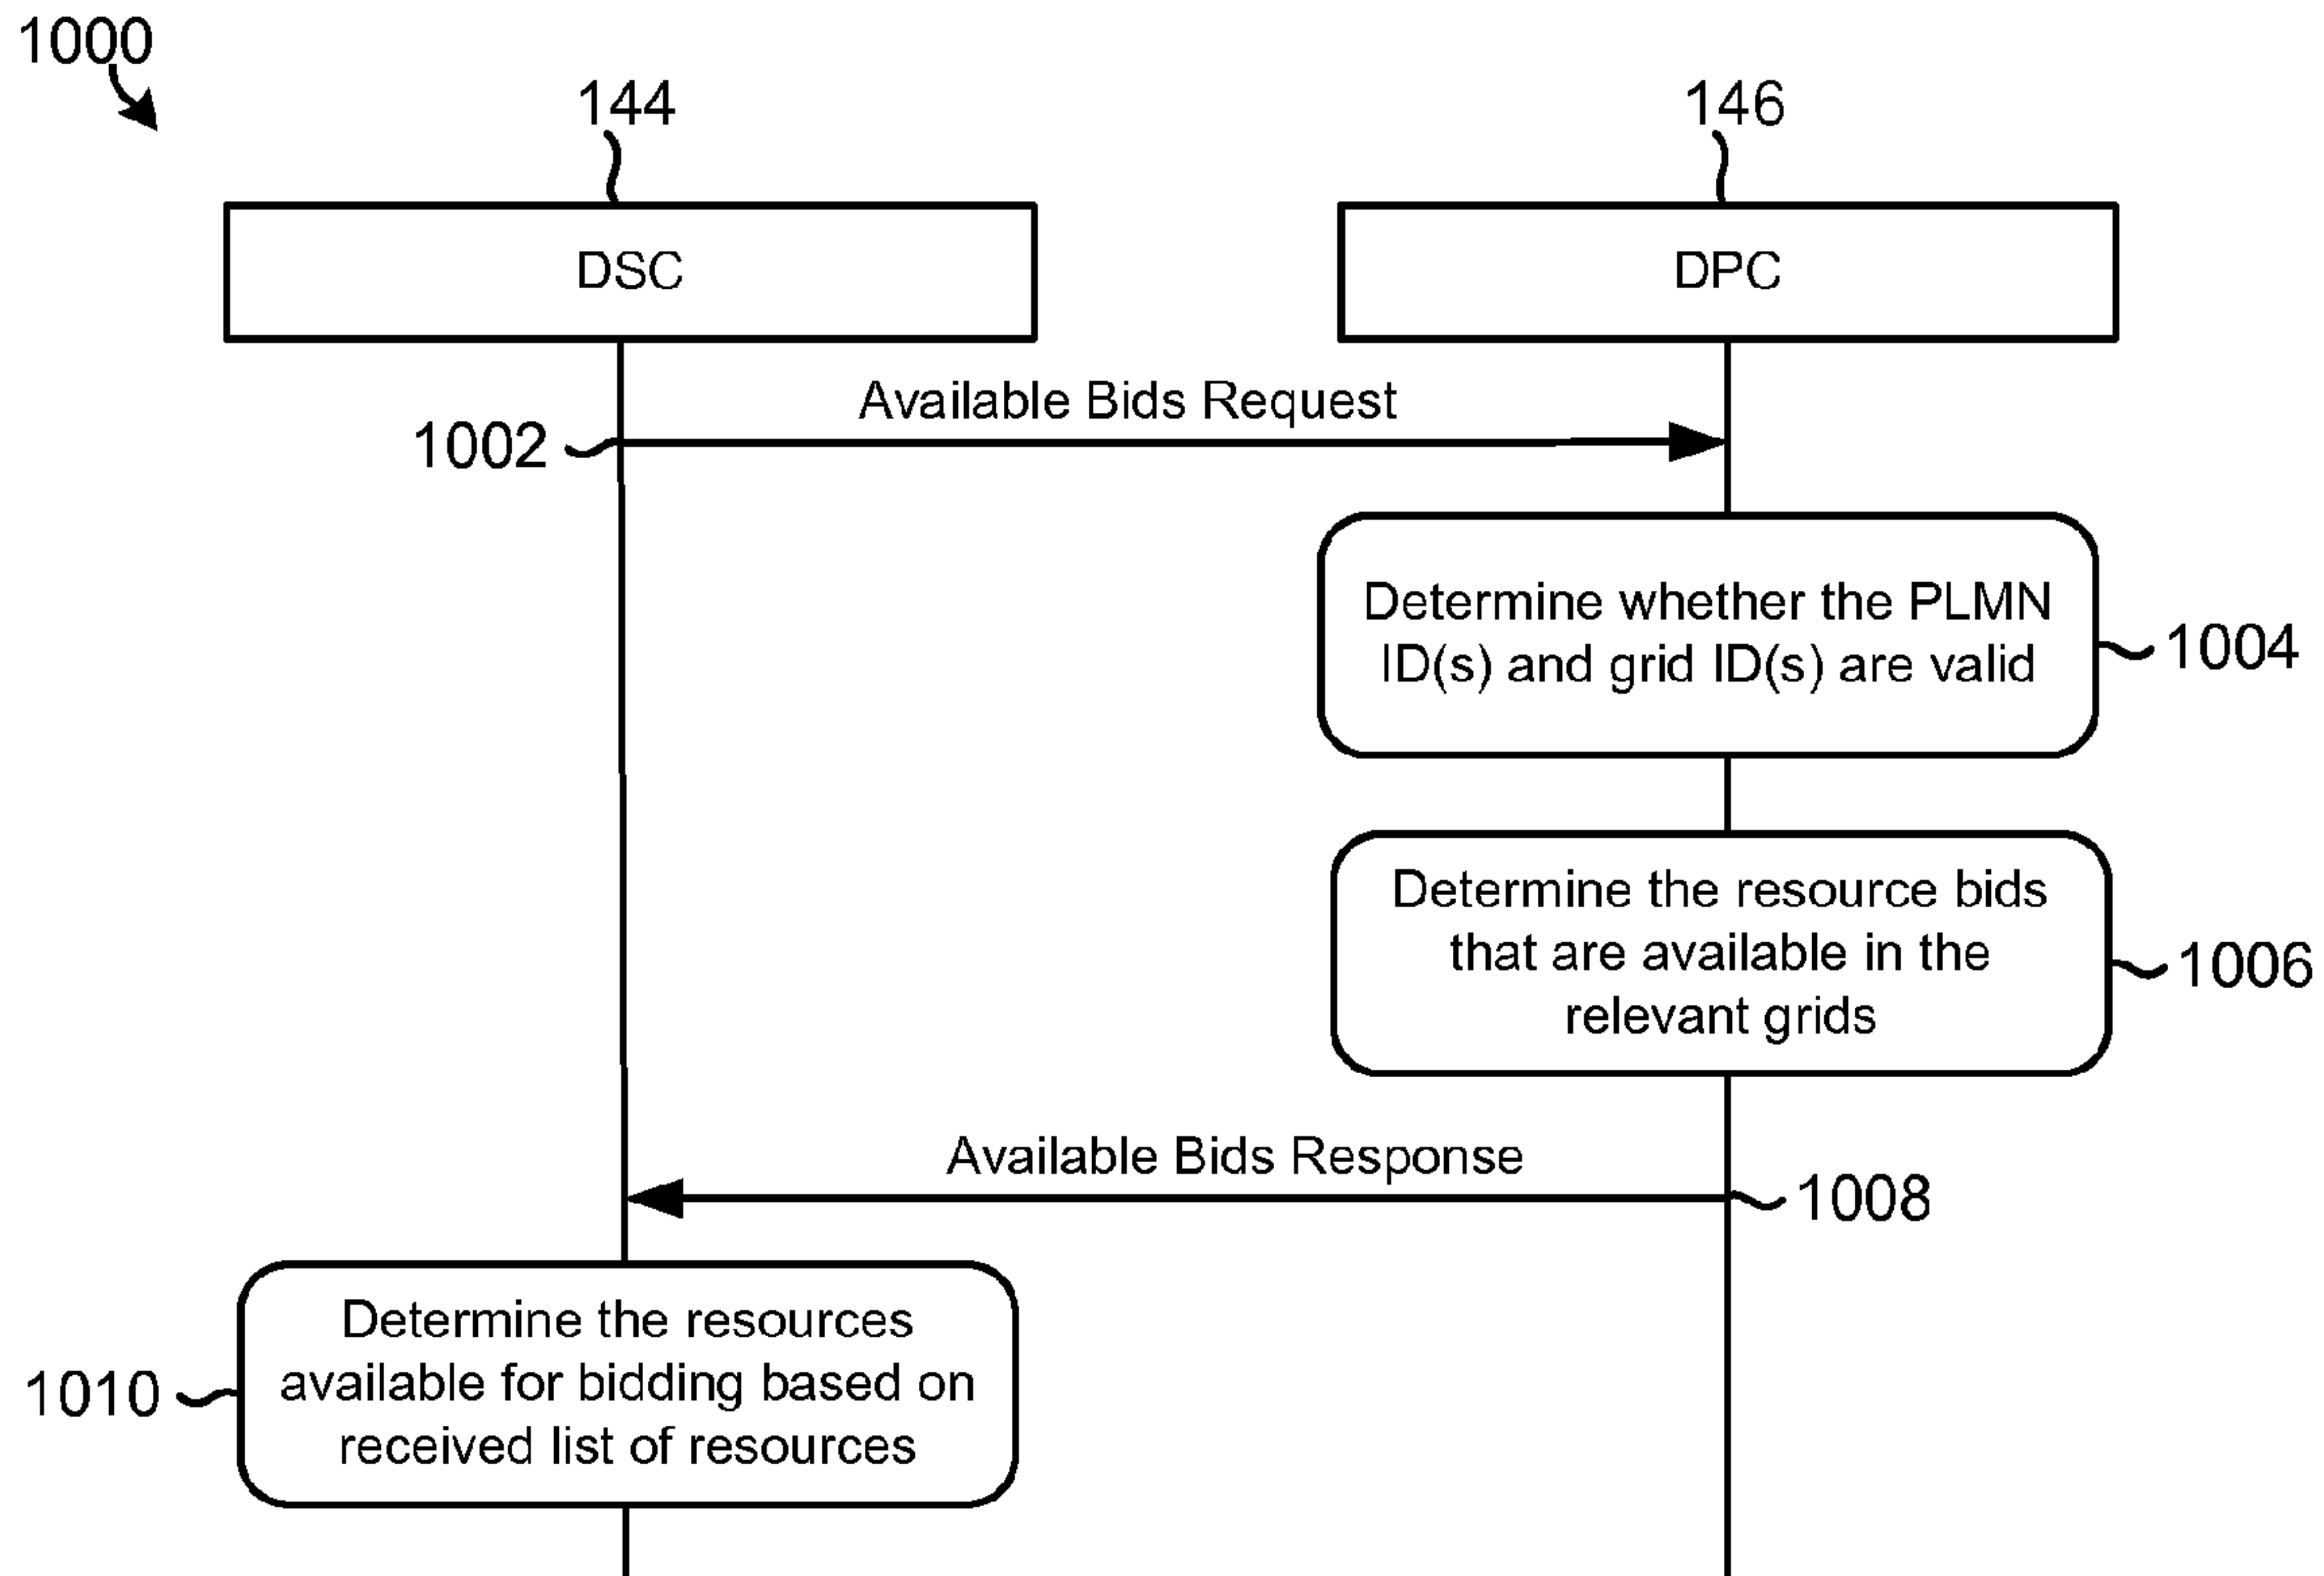 1000
144
146
DSC
DPC
Available Bids Request
1002
Determine whether the PLMN
ID(s) and grid ID(s) are valid
1004
Determine the resource bids
that are available in the
relevant grids
1006
Available Bids Response
1008
Determine the resources
available for bidding based on
received list of resources
1010